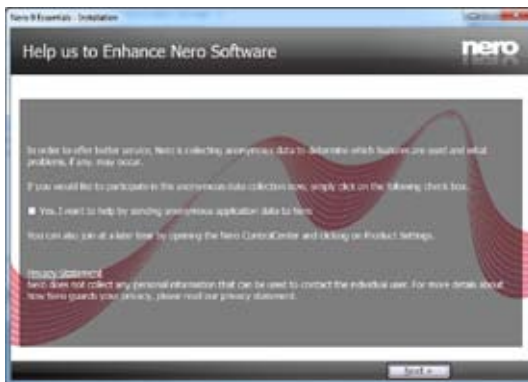 Nero 9 Essentials - Installation
Help us to Enhance Nero Software
nero
In order to offer better service, Nero is collecting anonymous data to determine which features are used and what
problems, if any, may occur.
If you would like to participate in this anonymous data collection now, simply click on the following check box.
Yes, I want to help by sending anonymous application data to Nero
You can also join at a later time by opening the Nero ControlCenter and clicking on Product Settings.
Privacy Statement
Nero does not collect any personal information that can be used to contact the individual user. For more details about
how Nero guards your privacy, please read our privacy statement.
Next >